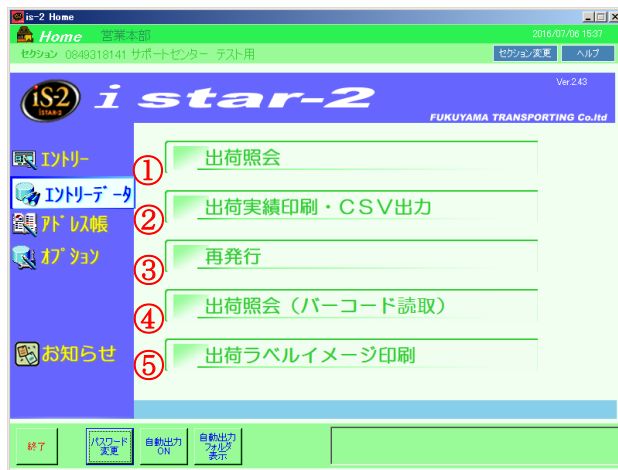 is-2 Home
Home 営業本部
2016/07/06 15:37
セクション 0849318141 サポートセンター テスト用
セクション変更 ヘルプ
Ver.2.43
iS-2
ISTAR-2
i star-2
FUKUYAMA TRANSPORTING Co.ltd
エントリー
エントリーデータ
アドレス帳
オプション
お知らせ
① 出荷照会
② 出荷実績印刷・CSV出力
③ 再発行
④ 出荷照会（バーコード読取）
⑤ 出荷ラベルイメージ印刷
終了
パスワード
変更
自動出力
ON
自動出力
フォルダ
表示